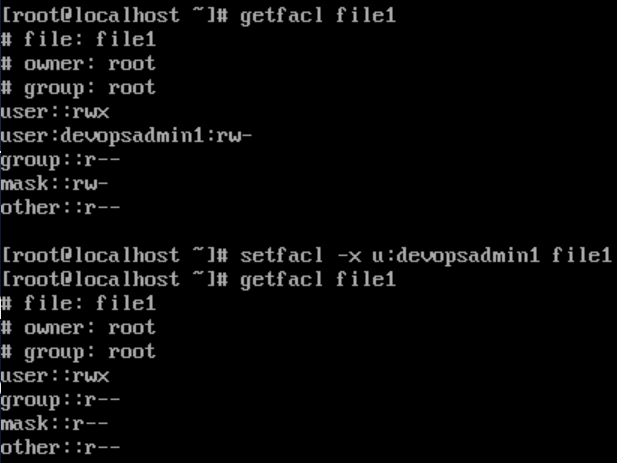 [root@localhost ~]# getfacl file1
# file: file1
# owner: root
# group: root
user::rwx
user:devopsadmin1:rw-
group::r--
mask::rw-
other::r--
[root@localhost ~]# setfacl -x u:devopsadmin1 file1
[root@localhost ~]# getfacl file1
# file: file1
# owner: root
# group: root
user::rwx
group::r--
mask::r--
other::r--